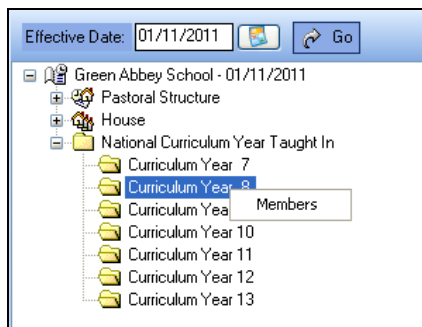 Effective Date: 01/11/2011 Go
Green Abbey School - 01/11/2011
Pastoral Structure
House
National Curriculum Year Taught In
Curriculum Year 7
Curriculum Year 8
Members
Curriculum Yea
Curriculum Year 10
Curriculum Year 11
Curriculum Year 12
Curriculum Year 13